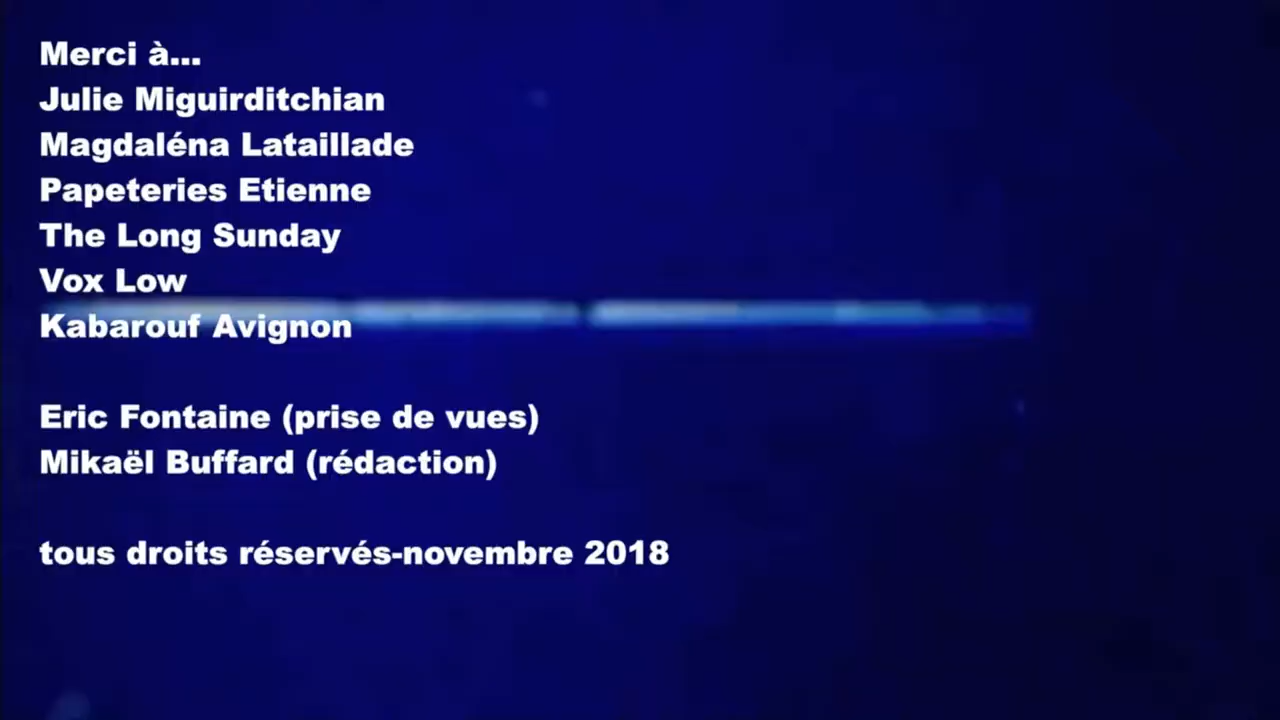 Merci à...
Julie Miguirditchian
Magdaléna Lataillade
Papeteries Etienne
The Long Sunday
Vox Low
Kabarouf Avignon
Eric Fontaine (prise de vues)
Mikaël Buffard (rédaction)
tous droits réservés-novembre 2018